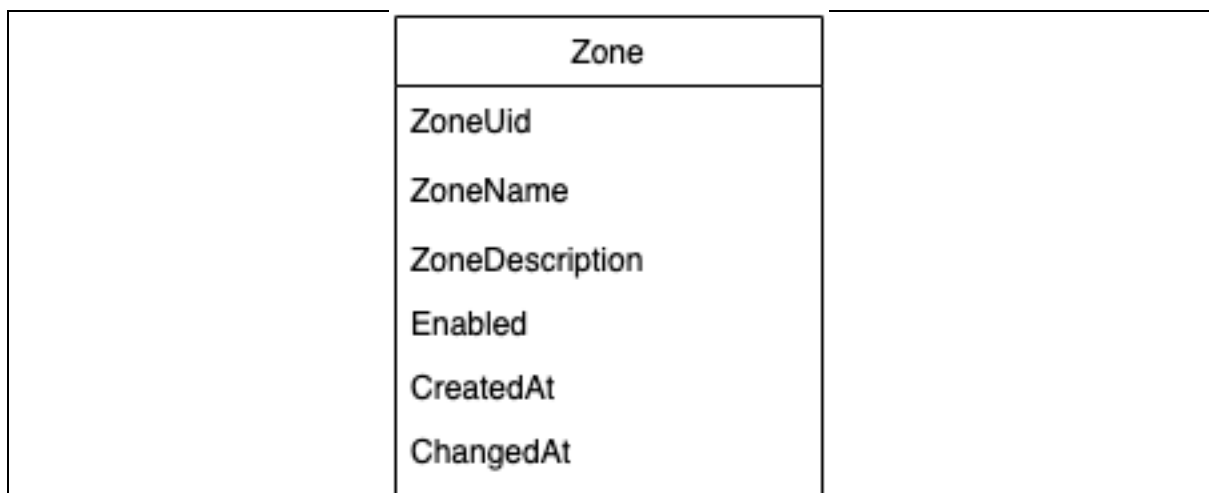 Zone
ZoneUid
ZoneName
ZoneDescription
Enabled
CreatedAt
ChangedAt